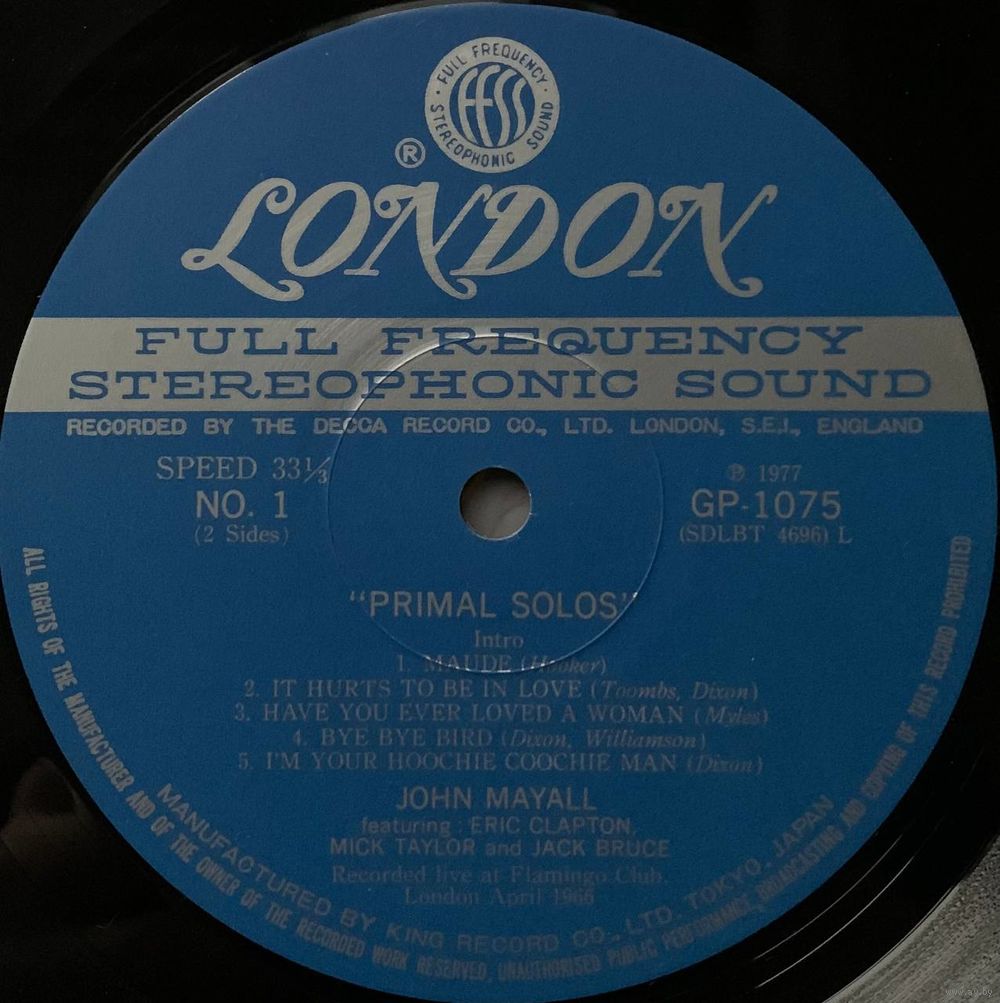 FULL FREQUENCY
FFSS
STEREOPHONIC SOUND
®
LONDON
FULL FREQUENCY
STEREOPHONIC SOUND
RECORDED BY THE DECCA RECORD CO., LTD. LONDON, S.E.I., ENGLAND
SPEED 33⅓
NO. 1
(2 Sides)
℗ 1977
GP-1075
(SDLBT 4696) L
"PRIMAL SOLOS"
Intro
1. MAUDE (Hooker)
2. IT HURTS TO BE IN LOVE (Toombs, Dixon)
3. HAVE YOU EVER LOVED A WOMAN (Myles)
4. BYE BYE BIRD (Dixon, Williamson)
5. I'M YOUR HOOCHIE COOCHIE MAN (Dixon)
JOHN MAYALL
featuring : ERIC CLAPTON,
MICK TAYLOR and JACK BRUCE
Recorded live at Flamingo Club.
London April 1966
MANUFACTURED BY KING RECORD CO., LTD. TOKYO, JAPAN
ALL RIGHTS OF THE MANUFACTURER AND OF THE OWNER OF THE RECORDED WORK RESERVED, UNAUTHORISED PUBLIC PERFORMANCE, BROADCASTING AND COPYING OF THIS RECORD PROHIBITED
www.ay.by